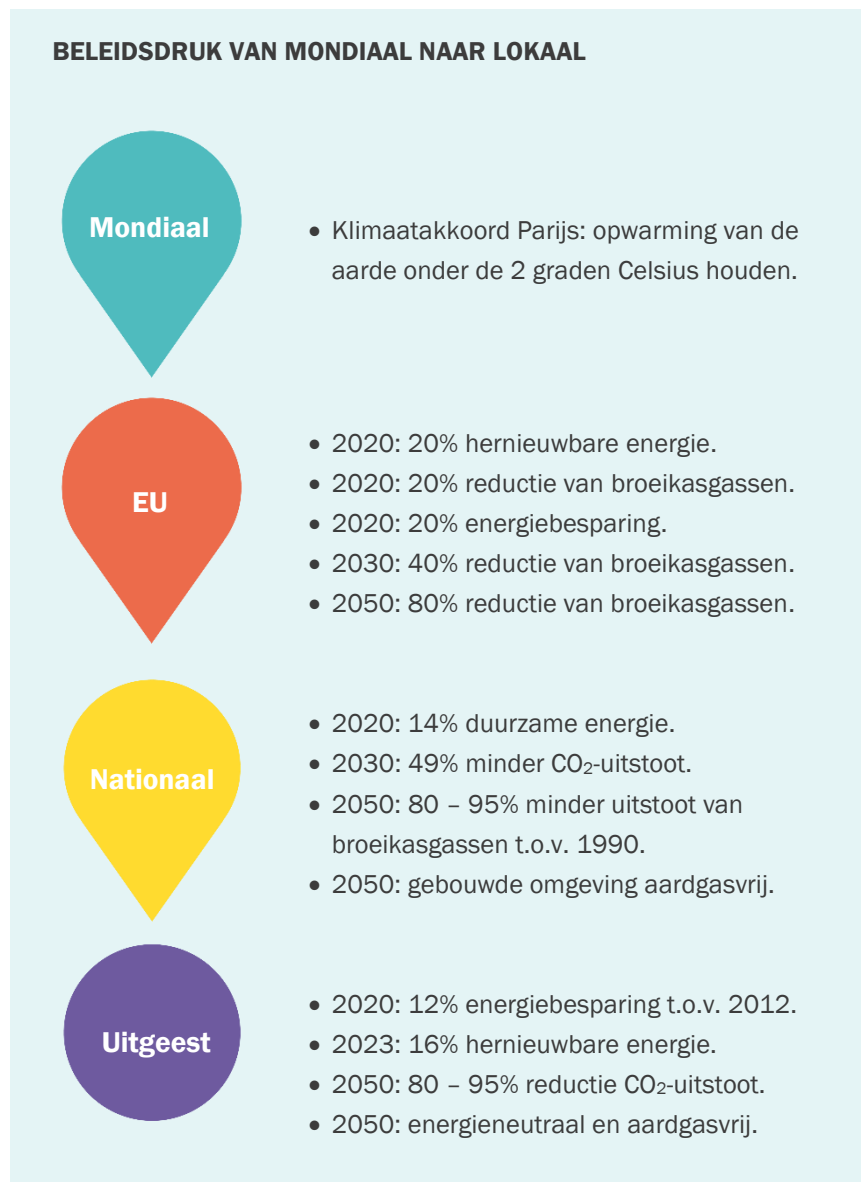 BELEIDSDRUK VAN MONDIAAL NAAR LOKAAL
Mondiaal
• Klimaatakkoord Parijs: opwarming van de
aarde onder de 2 graden Celsius houden.
EU
• 2020: 20% hernieuwbare energie.
• 2020: 20% reductie van broeikasgassen.
• 2020: 20% energiebesparing.
• 2030: 40% reductie van broeikasgassen.
• 2050: 80% reductie van broeikasgassen.
Nationaal
• 2020: 14% duurzame energie.
• 2030: 49% minder CO₂-uitstoot.
• 2050: 80 – 95% minder uitstoot van
broeikasgassen t.o.v. 1990.
• 2050: gebouwde omgeving aardgasvrij.
Uitgeest
• 2020: 12% energiebesparing t.o.v. 2012.
• 2023: 16% hernieuwbare energie.
• 2050: 80 – 95% reductie CO₂-uitstoot.
• 2050: energieneutraal en aardgasvrij.